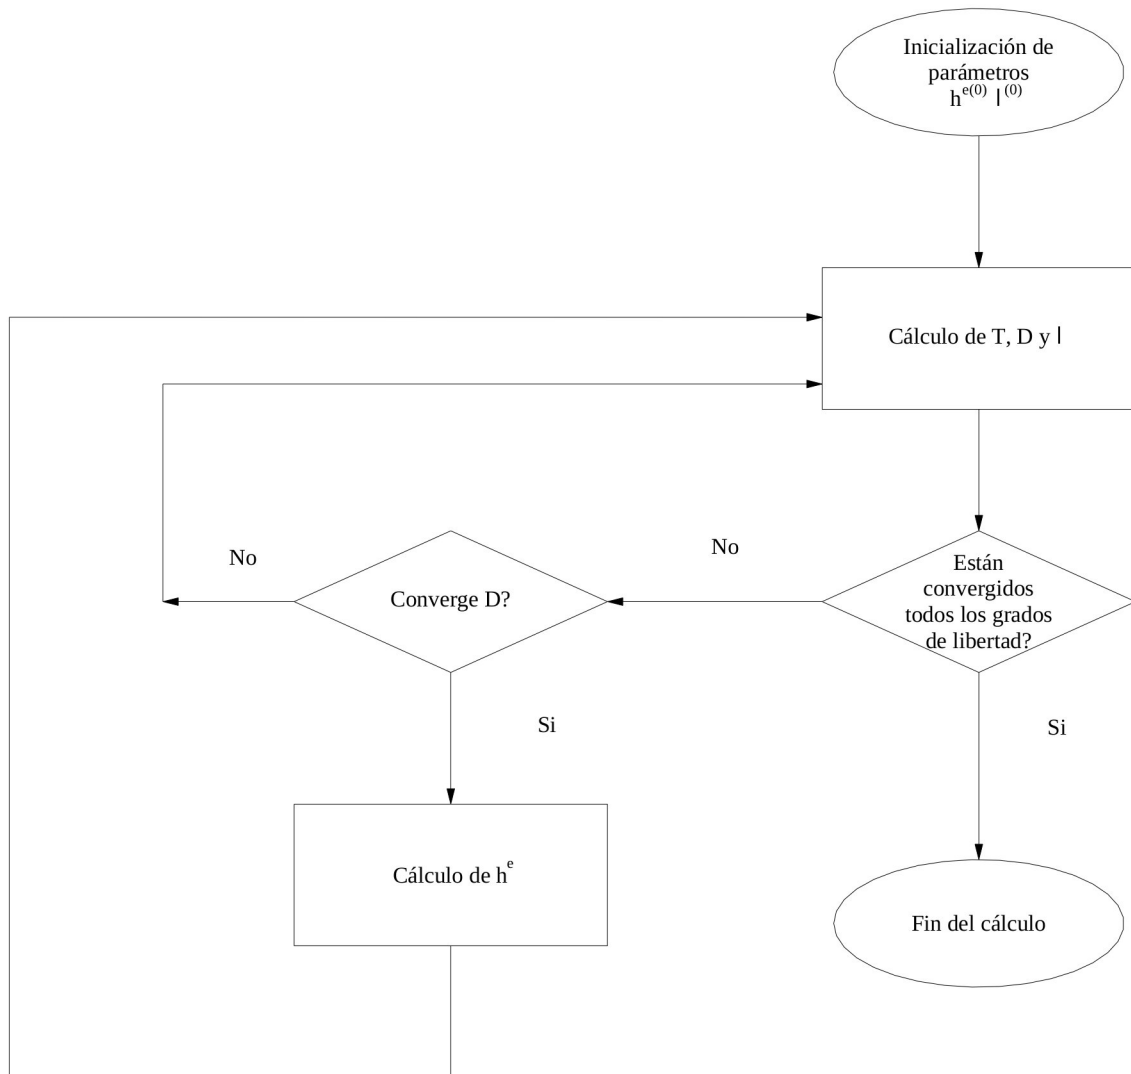 Inicialización de
parámetros
h^e(0) l^(0)
Cálculo de T, D y l
No
No
Están
convergidos
todos los grados
de libertad?
Converge D?
Si
Si
Cálculo de h^e
Fin del cálculo